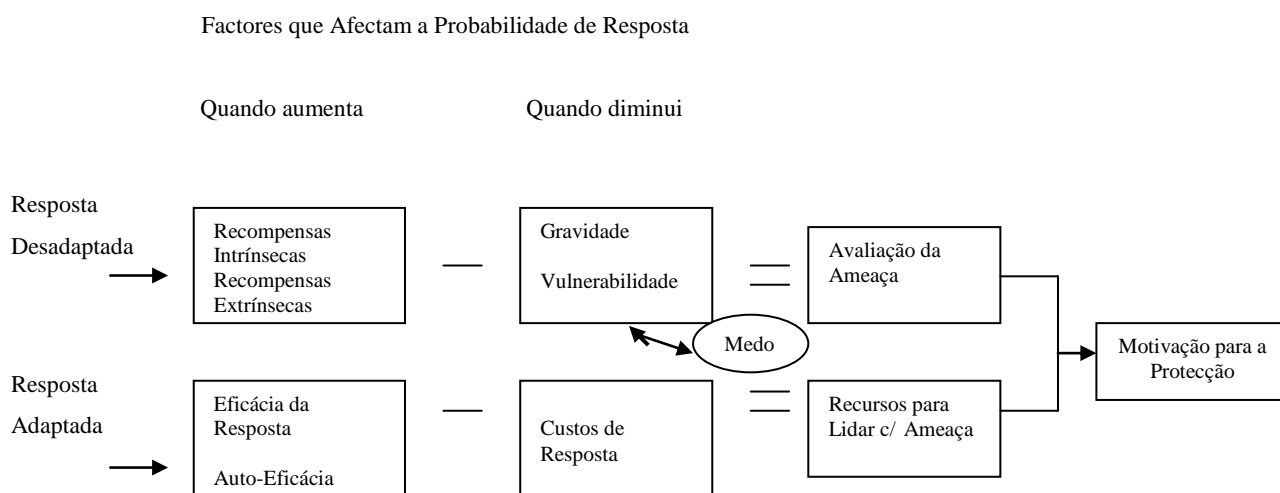 Factores que Afectam a Probabilidade de Resposta
Quando aumenta
Quando diminui
Resposta
Desadaptada
Recompensas
Intrínsecas
Recompensas
Extrínsecas
Gravidade
Vulnerabilidade
Avaliação da
Ameaça
Medo
Motivação para a
Protecção
Resposta
Adaptada
Eficácia da
Resposta
Auto-Eficácia
Custos de
Resposta
Recursos para
Lidar c/ Ameaça